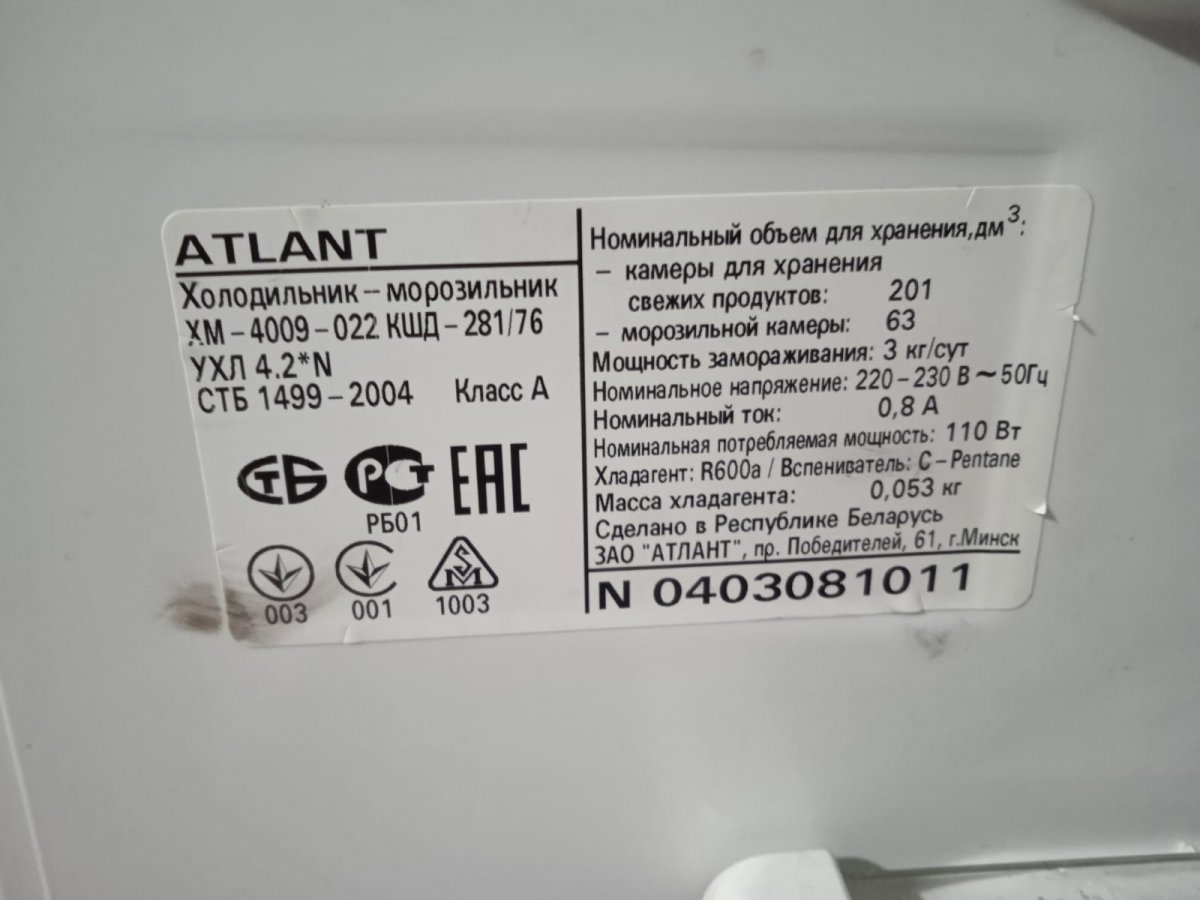 ATLANT
Холодильник – морозильник
ХМ – 4009 – 022 КШД – 281/76
УХЛ 4.2*N
СТБ 1499 – 2004 Класс А
СТБ РСТ ЕАС
РБ01
003 001 1003
Номинальный объем для хранения,дм³:
– камеры для хранения
свежих продуктов: 201
– морозильной камеры: 63
Мощность замораживания: 3 кг/сут
Номинальное напряжение: 220 – 230 В ~ 50Гц
Номинальный ток: 0,8 А
Номинальная потребляемая мощность: 110 Вт
Хладагент: R600a / Вспениватель: C – Pentane
Масса хладагента: 0,053 кг
Сделано в Республике Беларусь
ЗАО "АТЛАНТ", пр. Победителей, 61, г.Минск
N 0403081011